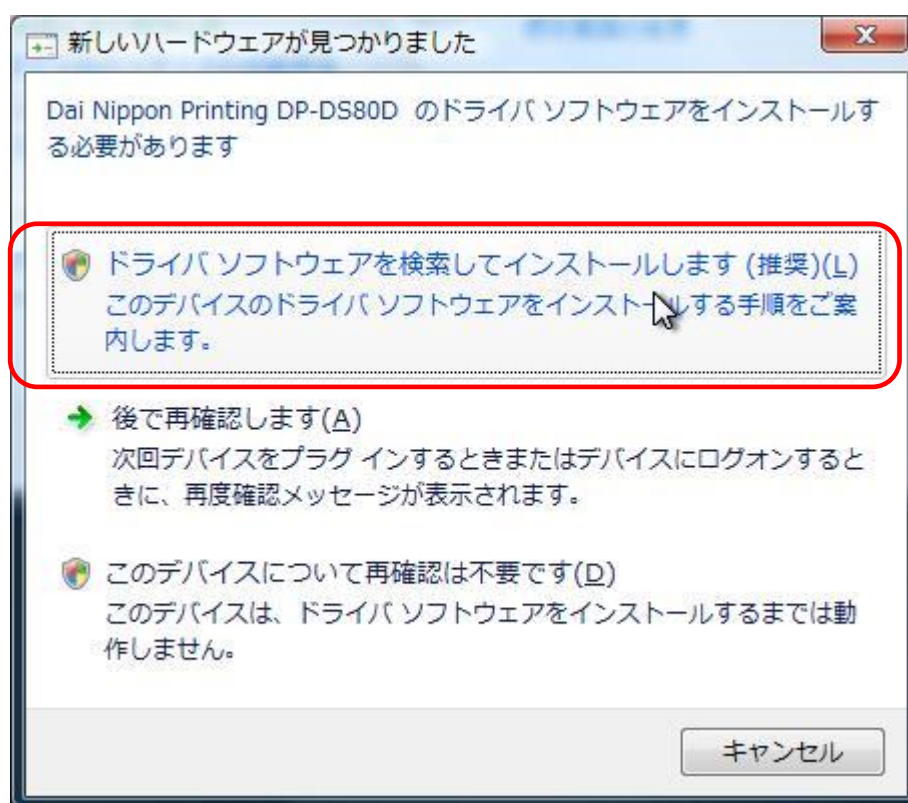 新しいハードウェアが見つかりました
Dai Nippon Printing DP-DS80D のドライバ ソフトウェアをインストールす
る必要があります
ドライバ ソフトウェアを検索してインストールします (推奨)(L)
このデバイスのドライバ ソフトウェアをインストールする手順をご案
内します。
後で再確認します(A)
次回デバイスをプラグ インするときまたはデバイスにログオンすると
きに、再度確認メッセージが表示されます。
このデバイスについて再確認は不要です(D)
このデバイスは、ドライバ ソフトウェアをインストールするまでは動
作しません。
キャンセル